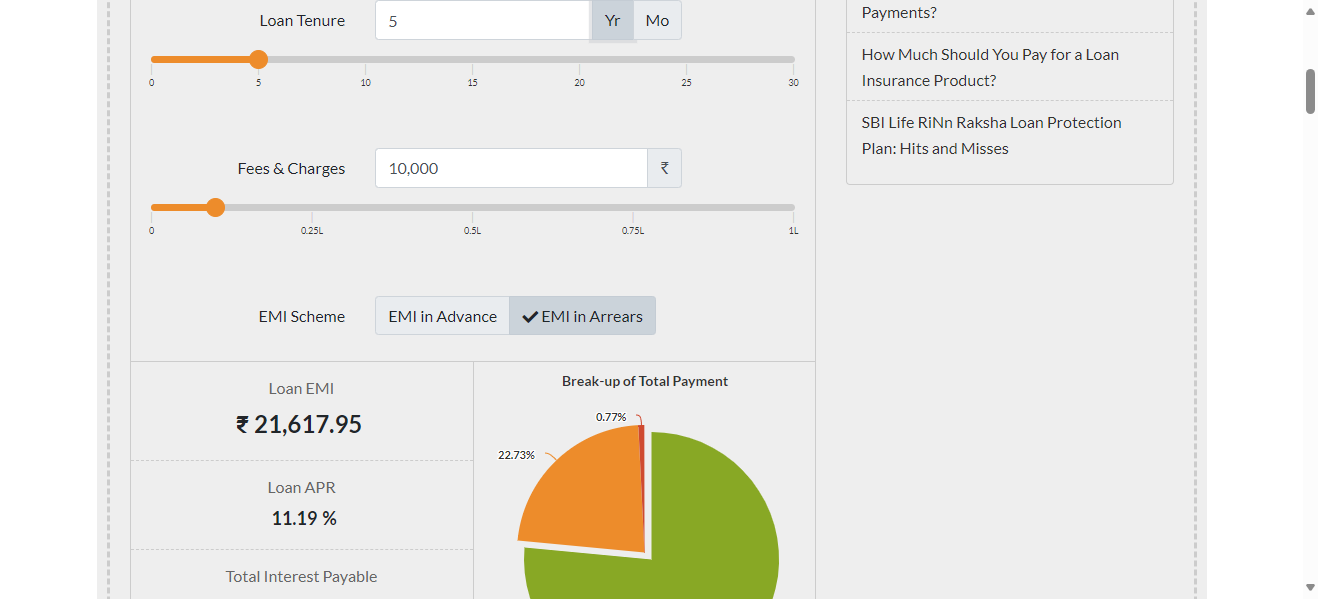 Loan Tenure 5 Yr Mo
0 5 10 15 20 25 30
Fees & Charges 10,000 ₹
0 0.25L 0.5L 0.75L 1L
EMI Scheme EMI in Advance EMI in Arrears
Loan EMI
₹ 21,617.95
Loan APR
11.19 %
Total Interest Payable
Break-up of Total Payment
0.77%
22.73%
Payments?
How Much Should You Pay for a Loan
Insurance Product?
SBI Life RiNn Raksha Loan Protection
Plan: Hits and Misses